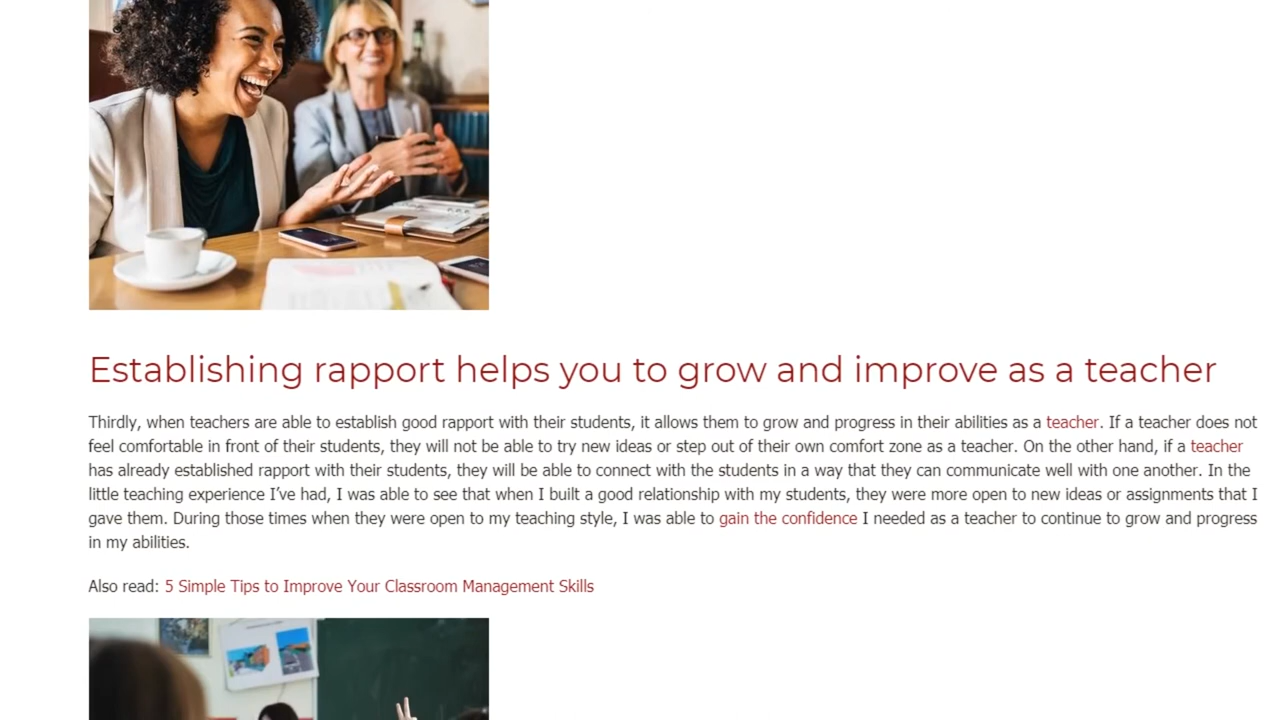 Establishing rapport helps you to grow and improve as a teacher
Thirdly, when teachers are able to establish good rapport with their students, it allows them to grow and progress in their abilities as a teacher. If a teacher does not
feel comfortable in front of their students, they will not be able to try new ideas or step out of their own comfort zone as a teacher. On the other hand, if a teacher
has already established rapport with their students, they will be able to connect with the students in a way that they can communicate well with one another. In the
little teaching experience I’ve had, I was able to see that when I built a good relationship with my students, they were more open to new ideas or assignments that I
gave them. During those times when they were open to my teaching style, I was able to gain the confidence I needed as a teacher to continue to grow and progress
in my abilities.
Also read: 5 Simple Tips to Improve Your Classroom Management Skills